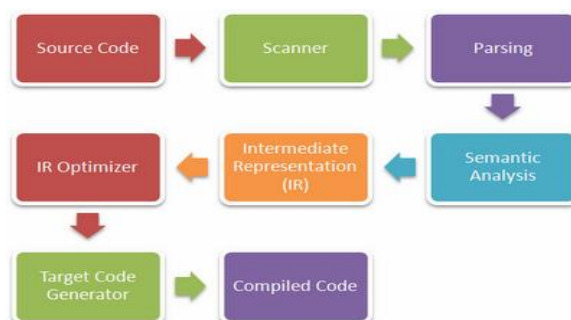 Source Code
Scanner
Parsing
Semantic
Analysis
Intermediate
Representation
(IR)
IR Optimizer
Target Code
Generator
Compiled Code